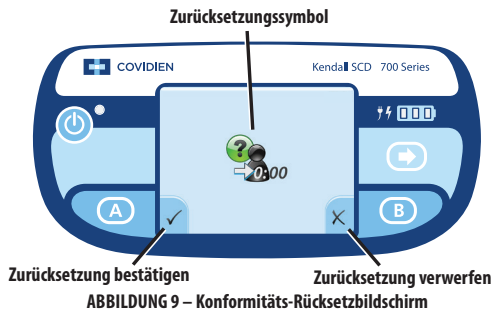 Zurücksetzungssymbol
COVIDIEN
Kendall SCD 700 Series
?
0:00
A
B
Zurücksetzung bestätigen
Zurücksetzung verwerfen
ABBILDUNG 9 – Konformitäts-Rücksetzbildschirm